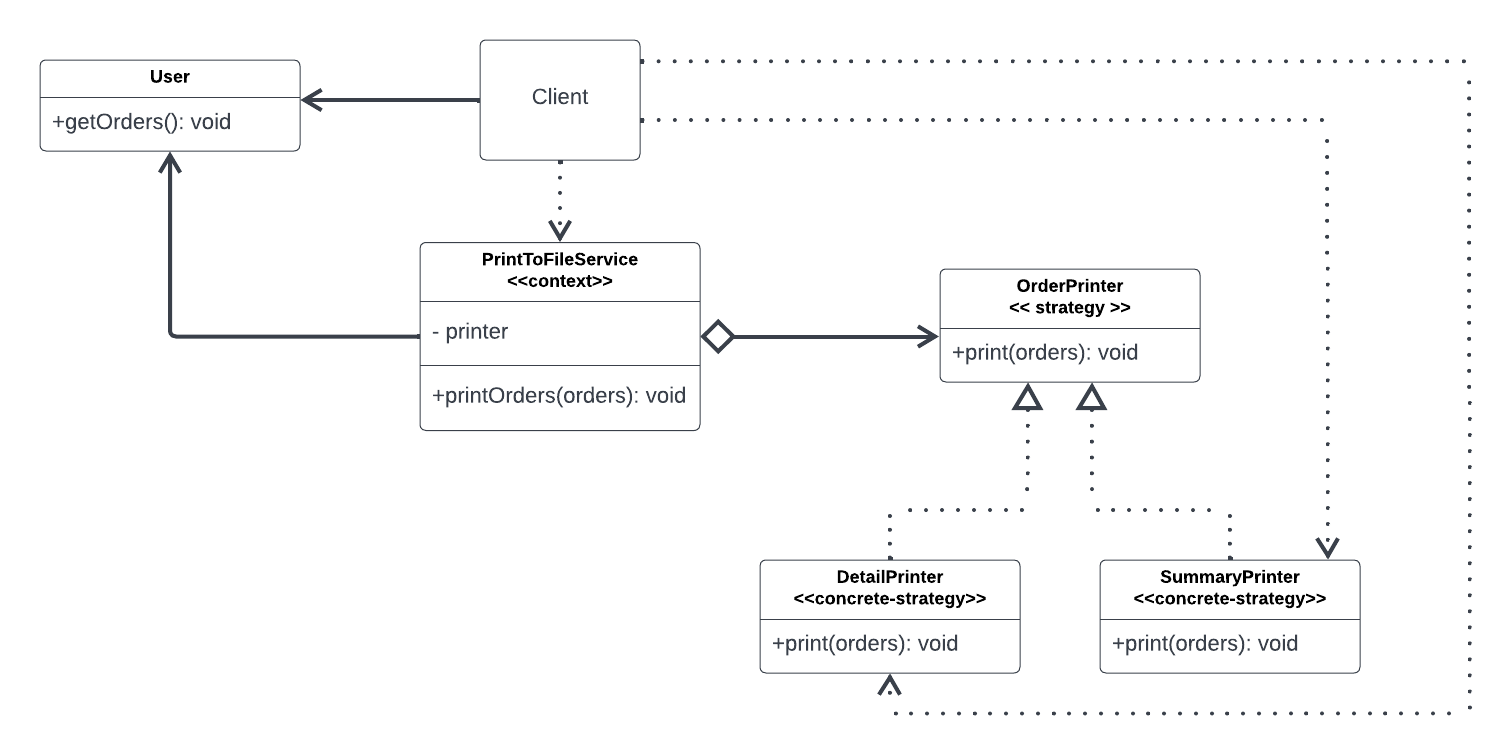 User
+getOrders(): void
Client
PrintToFileService
<<context>>
- printer
+printOrders(orders): void
OrderPrinter
<< strategy >>
+print(orders): void
DetailPrinter
<<concrete-strategy>>
+print(orders): void
SummaryPrinter
<<concrete-strategy>>
+print(orders): void